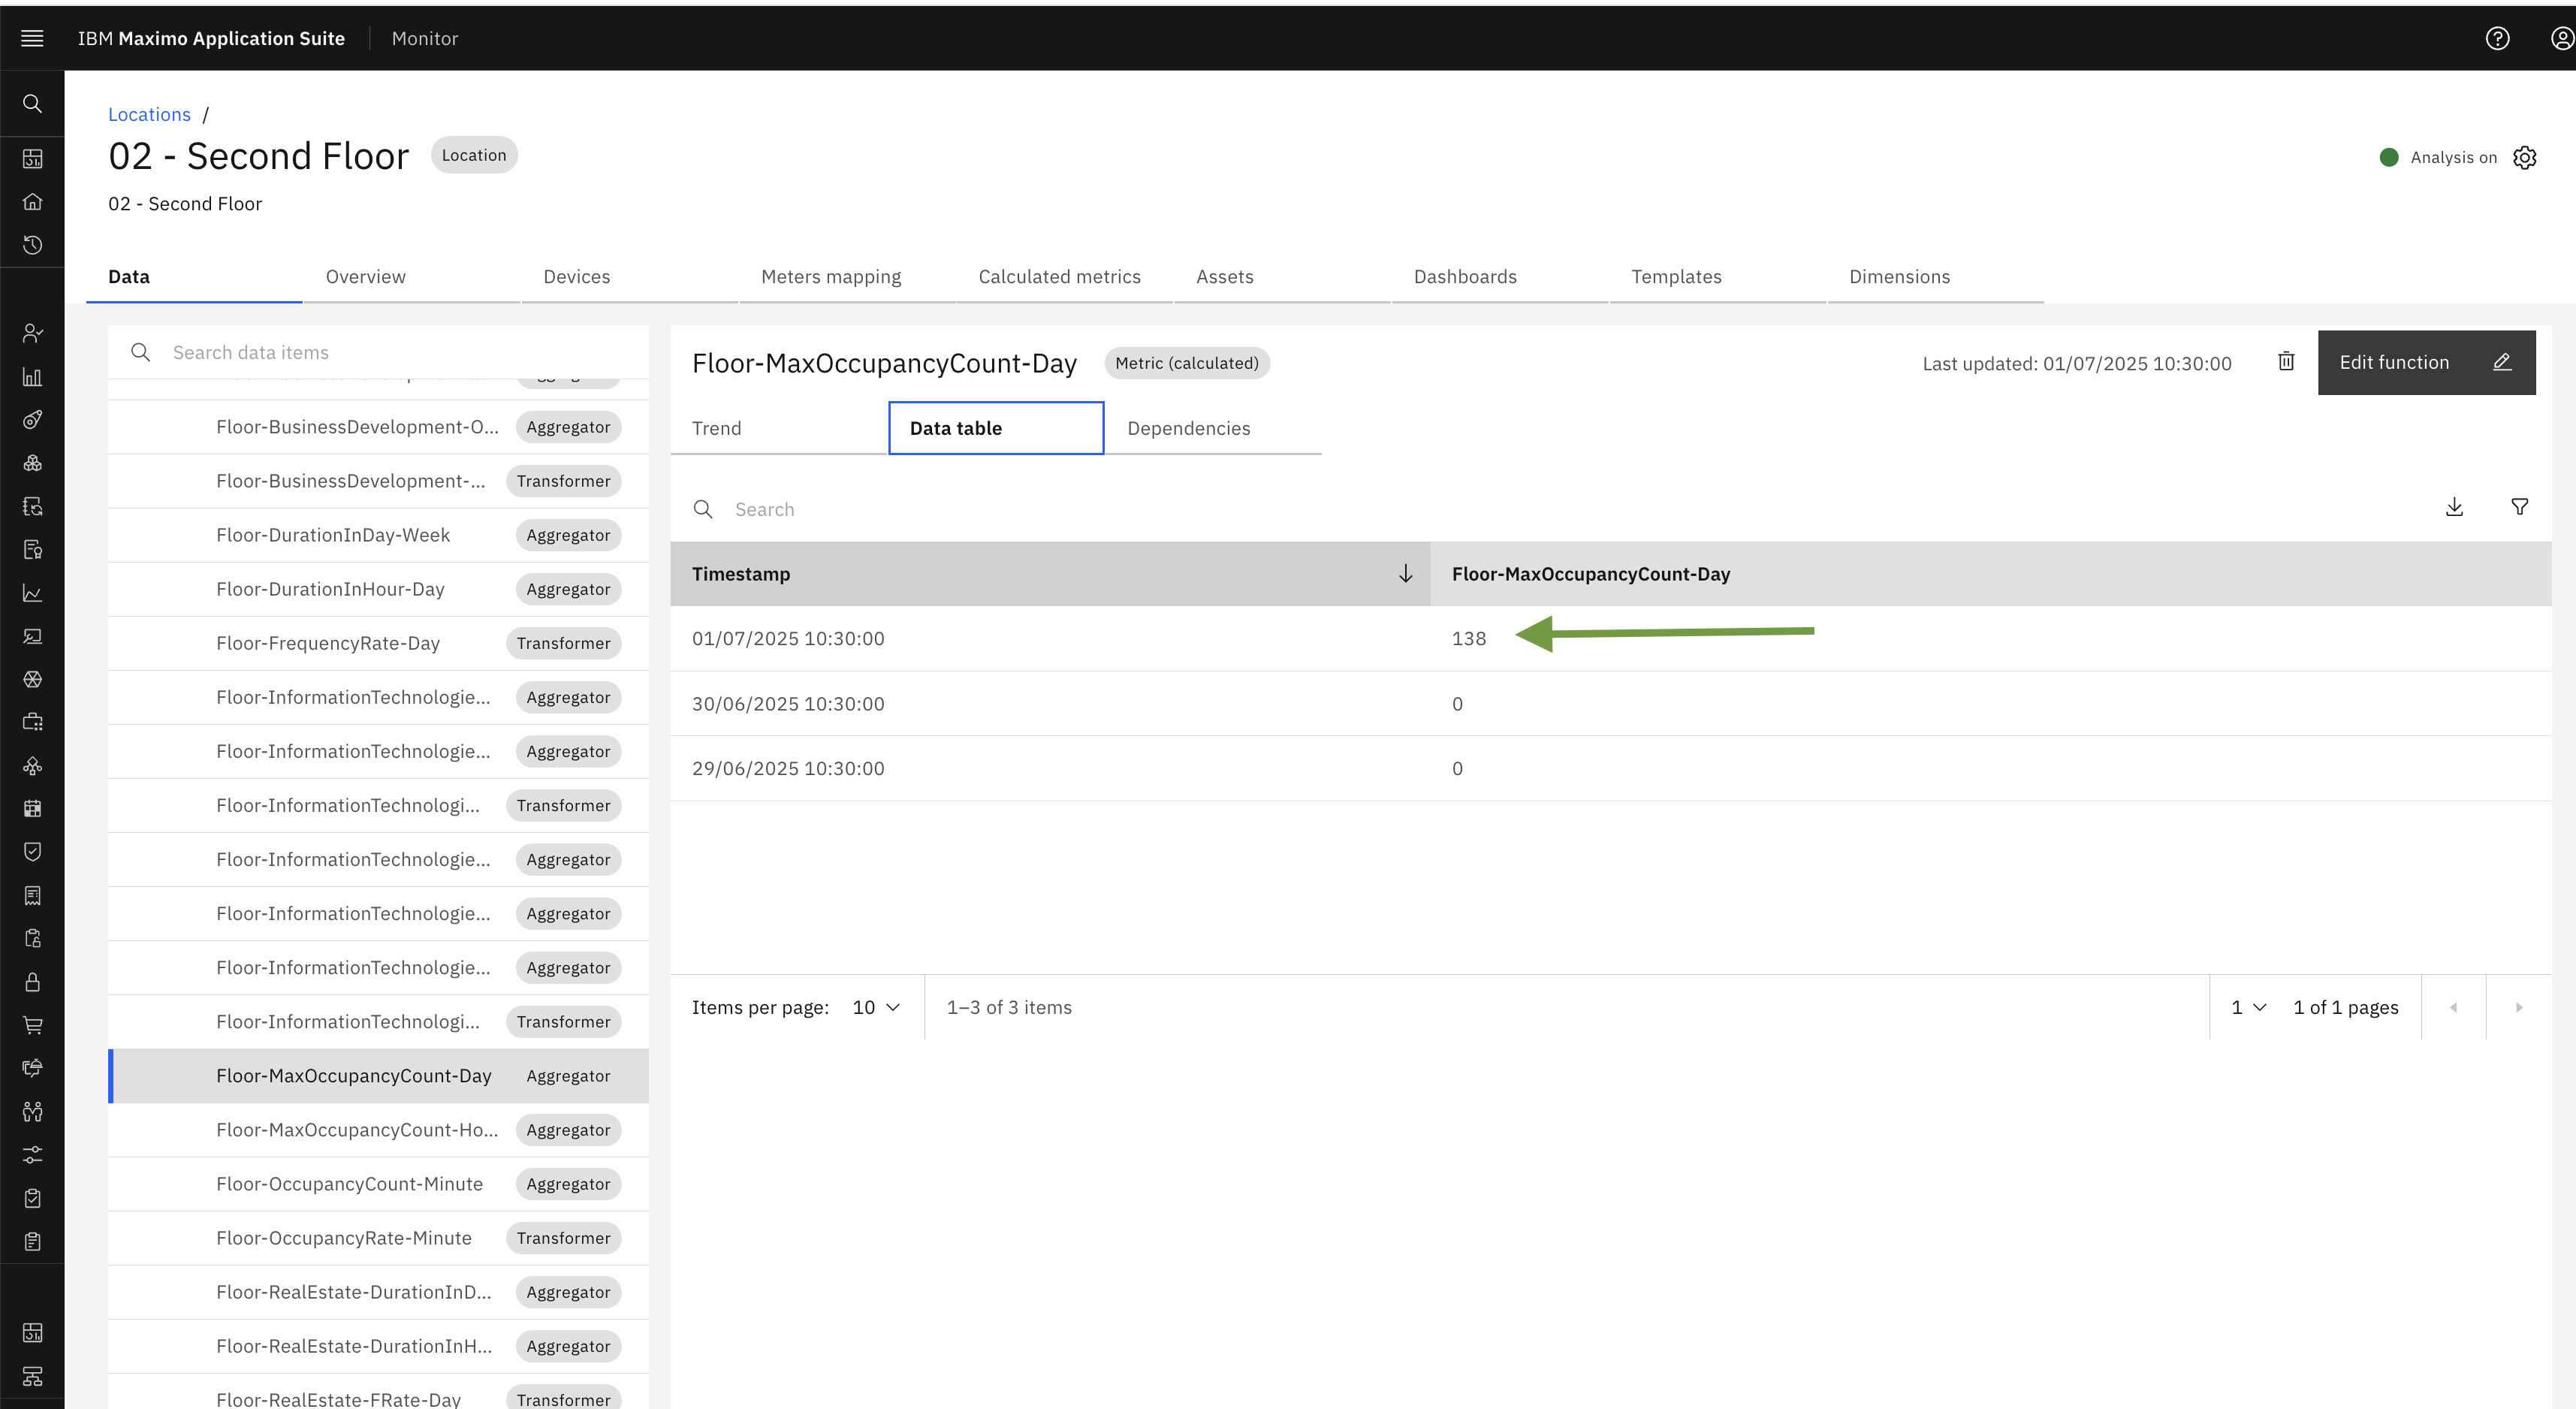 IBM Maximo Application Suite Monitor
Locations /
02 - Second Floor Location
Analysis on
02 - Second Floor
Data Overview Devices Meters mapping Calculated metrics Assets Dashboards Templates Dimensions
Search data items
Floor-BusinessDevelopment-O... Aggregator
Floor-BusinessDevelopment-... Transformer
Floor-DurationInDay-Week Aggregator
Floor-DurationInHour-Day Aggregator
Floor-FrequencyRate-Day Transformer
Floor-InformationTechnologie... Aggregator
Floor-InformationTechnologie... Aggregator
Floor-InformationTechnologi... Transformer
Floor-InformationTechnologie... Aggregator
Floor-InformationTechnologie... Aggregator
Floor-InformationTechnologie... Aggregator
Floor-InformationTechnologi... Transformer
Floor-MaxOccupancyCount-Day Aggregator
Floor-MaxOccupancyCount-Ho... Aggregator
Floor-OccupancyCount-Minute Aggregator
Floor-OccupancyRate-Minute Transformer
Floor-RealEstate-DurationInD... Aggregator
Floor-RealEstate-DurationInH... Aggregator
Floor-RealEstate-FRate-Day Transformer
Floor-MaxOccupancyCount-Day Metric (calculated)
Last updated: 01/07/2025 10:30:00
Edit function
Trend Data table Dependencies
Search
Timestamp Floor-MaxOccupancyCount-Day
01/07/2025 10:30:00 138
30/06/2025 10:30:00 0
29/06/2025 10:30:00 0
Items per page: 10 1–3 of 3 items
1 1 of 1 pages